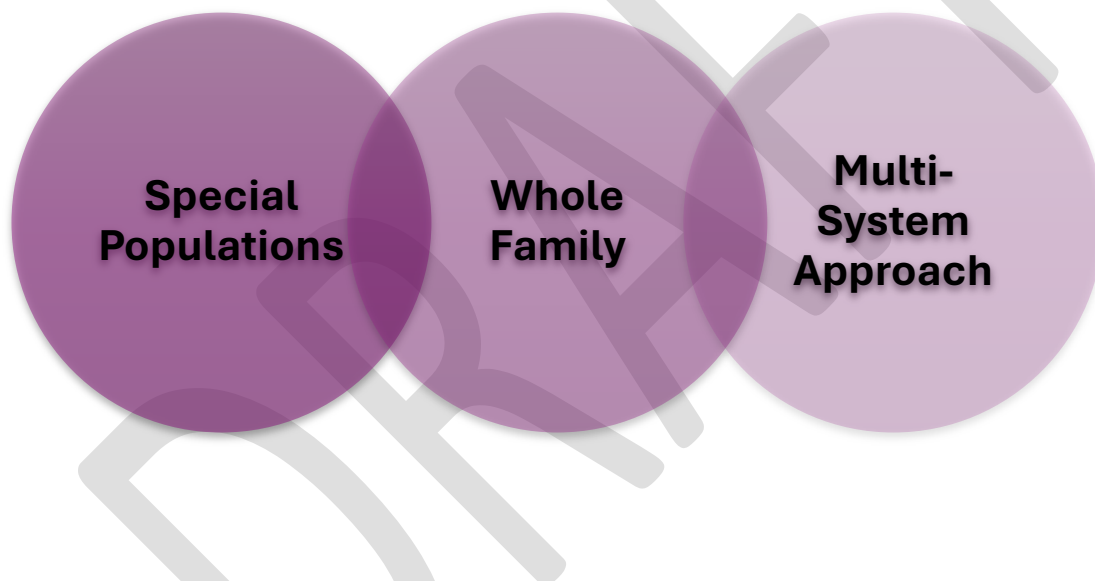 Special
Populations
Whole
Family
Multi-
System
Approach
DRAFT